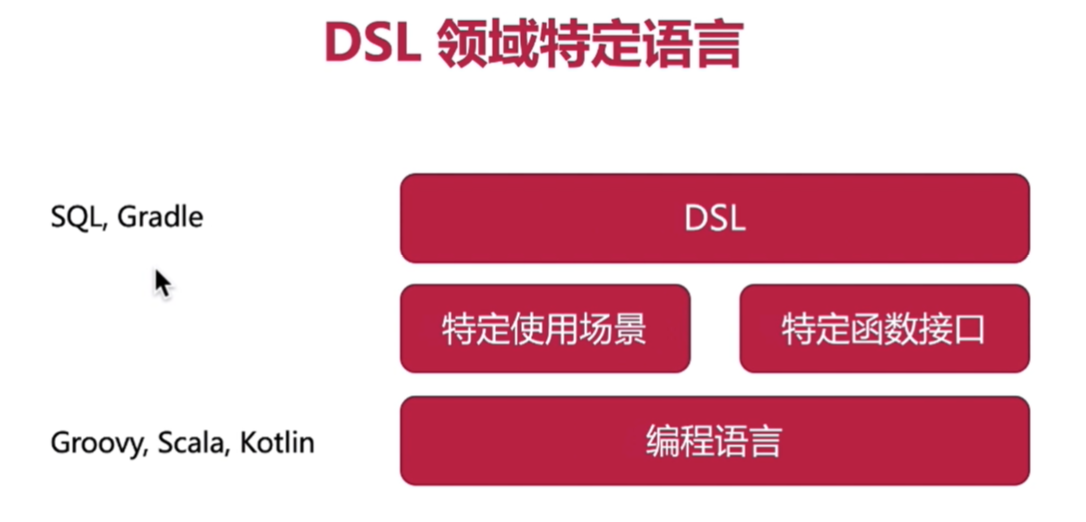 DSL 领域特定语言
SQL, Gradle
DSL
特定使用场景
特定函数接口
Groovy, Scala, Kotlin
编程语言